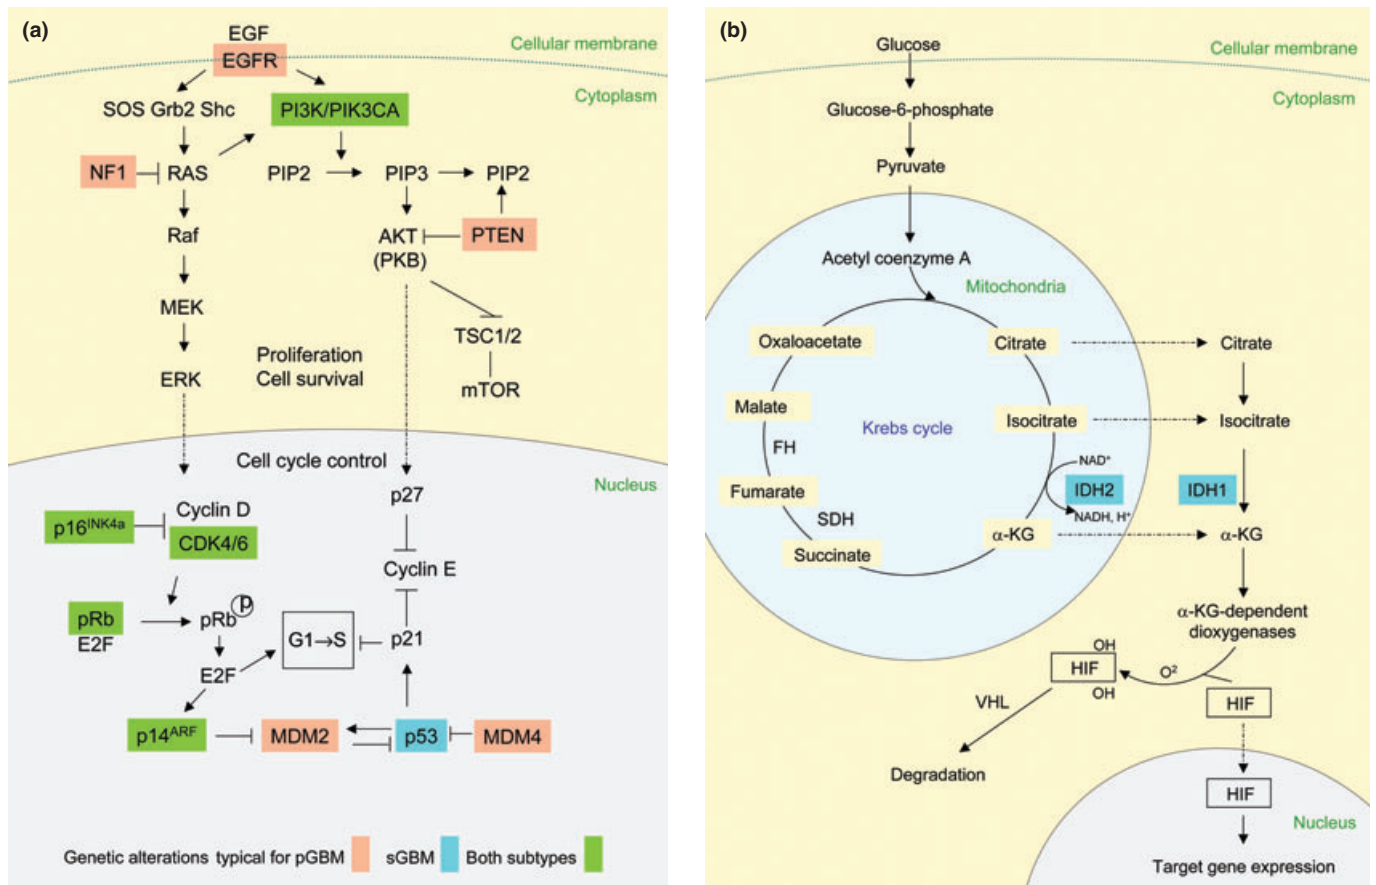 (a)
EGF
EGFR
Cellular membrane
Cytoplasm
SOS Grb2 Shc
PI3K/PIK3CA
NF1
RAS
PIP2
PIP3
PIP2
Raf
AKT
(PKB)
PTEN
MEK
TSC1/2
Proliferation
Cell survival
ERK
mTOR
Cell cycle control
Nucleus
p27
Cyclin D
p16INK4a
CDK4/6
Cyclin E
pRb
E2F
pRb
p
G1→S
p21
E2F
p14ARF
MDM2
p53
MDM4
Genetic alterations typical for pGBM
sGBM
Both subtypes
(b)
Glucose
Cellular membrane
Cytoplasm
Glucose-6-phosphate
Pyruvate
Acetyl coenzyme A
Mitochondria
Oxaloacetate
Citrate
Citrate
Malate
Isocitrate
Isocitrate
Krebs cycle
FH
NAD+
Fumarate
IDH2
IDH1
SDH
NADH, H+
Succinate
α-KG
α-KG
α-KG-dependent
dioxygenases
OH
HIF
OH
O2
VHL
HIF
Degradation
HIF
Nucleus
Target gene expression